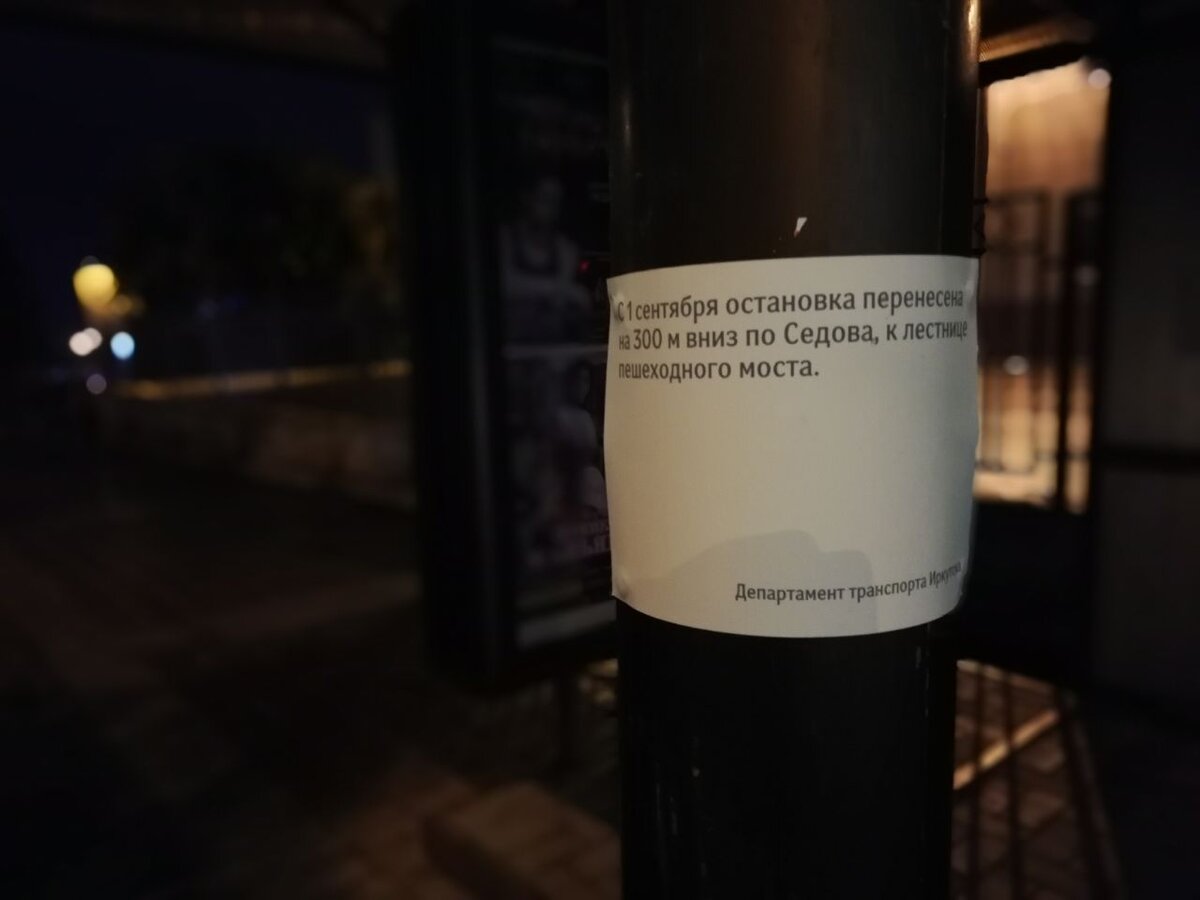 С 1 сентября остановка перенесена
на 300 м вниз по Седова, к лестнице
пешеходного моста.
Департамент транспорта Иркутска